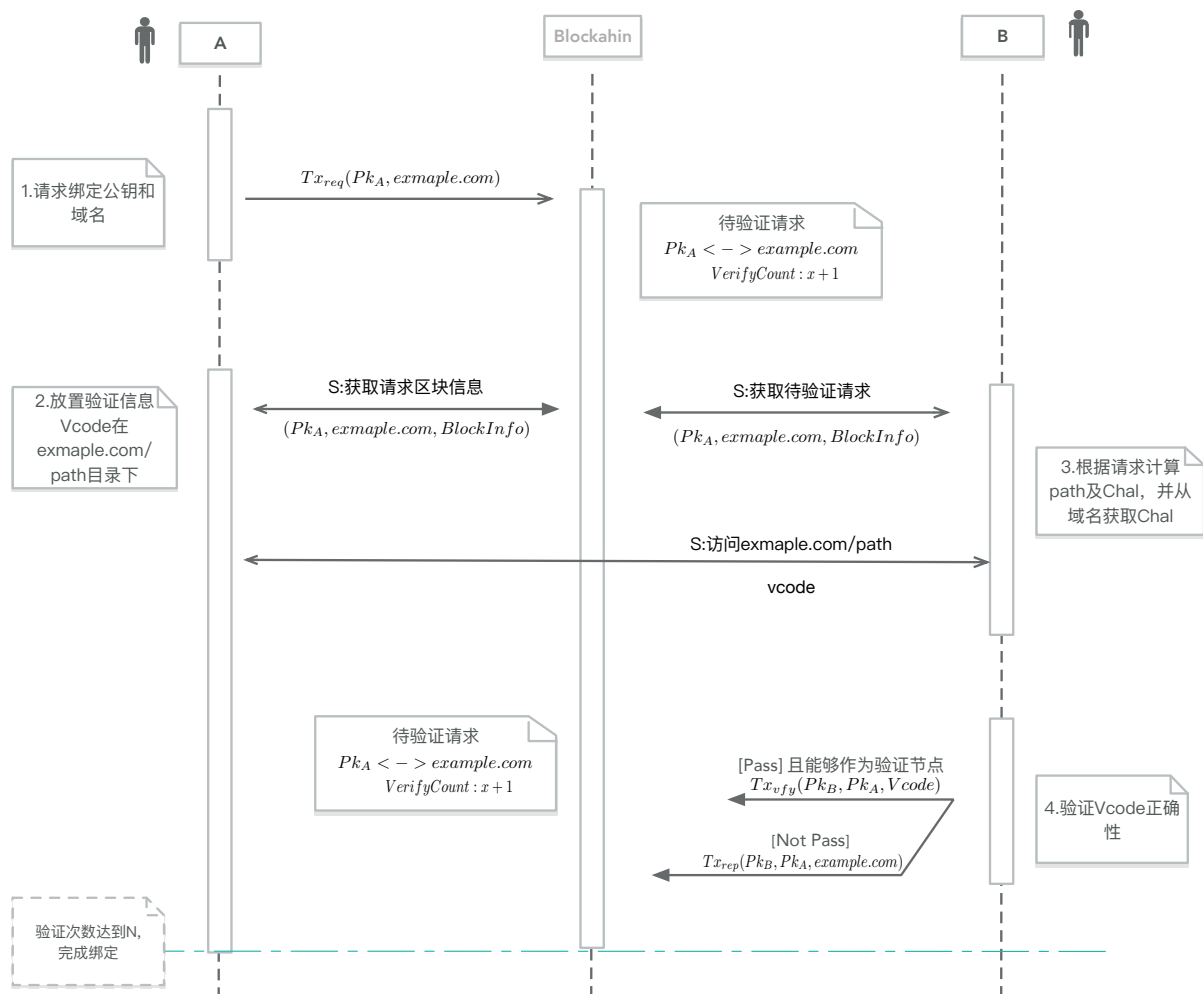 A
Blockahin
B
1.请求绑定公钥和
域名
Tx_{req}(Pk_A, exmaple.com)
待验证请求
Pk_A < - > example.com
VerifyCount : x + 1
2.放置验证信息
Vcode在
exmaple.com/
path目录下
S:获取请求区块信息
(Pk_A, exmaple.com, BlockInfo)
S:获取待验证请求
(Pk_A, exmaple.com, BlockInfo)
3.根据请求计算
path及Chal，并从
域名获取Chal
S:访问exmaple.com/path
vcode
待验证请求
Pk_A < - > example.com
VerifyCount : x + 1
[Pass] 且能够作为验证节点
Tx_{vfy}(Pk_B, Pk_A, Vcode)
[Not Pass]
Tx_{rep}(Pk_B, Pk_A, example.com)
4.验证Vcode正确
性
验证次数达到N,
完成绑定